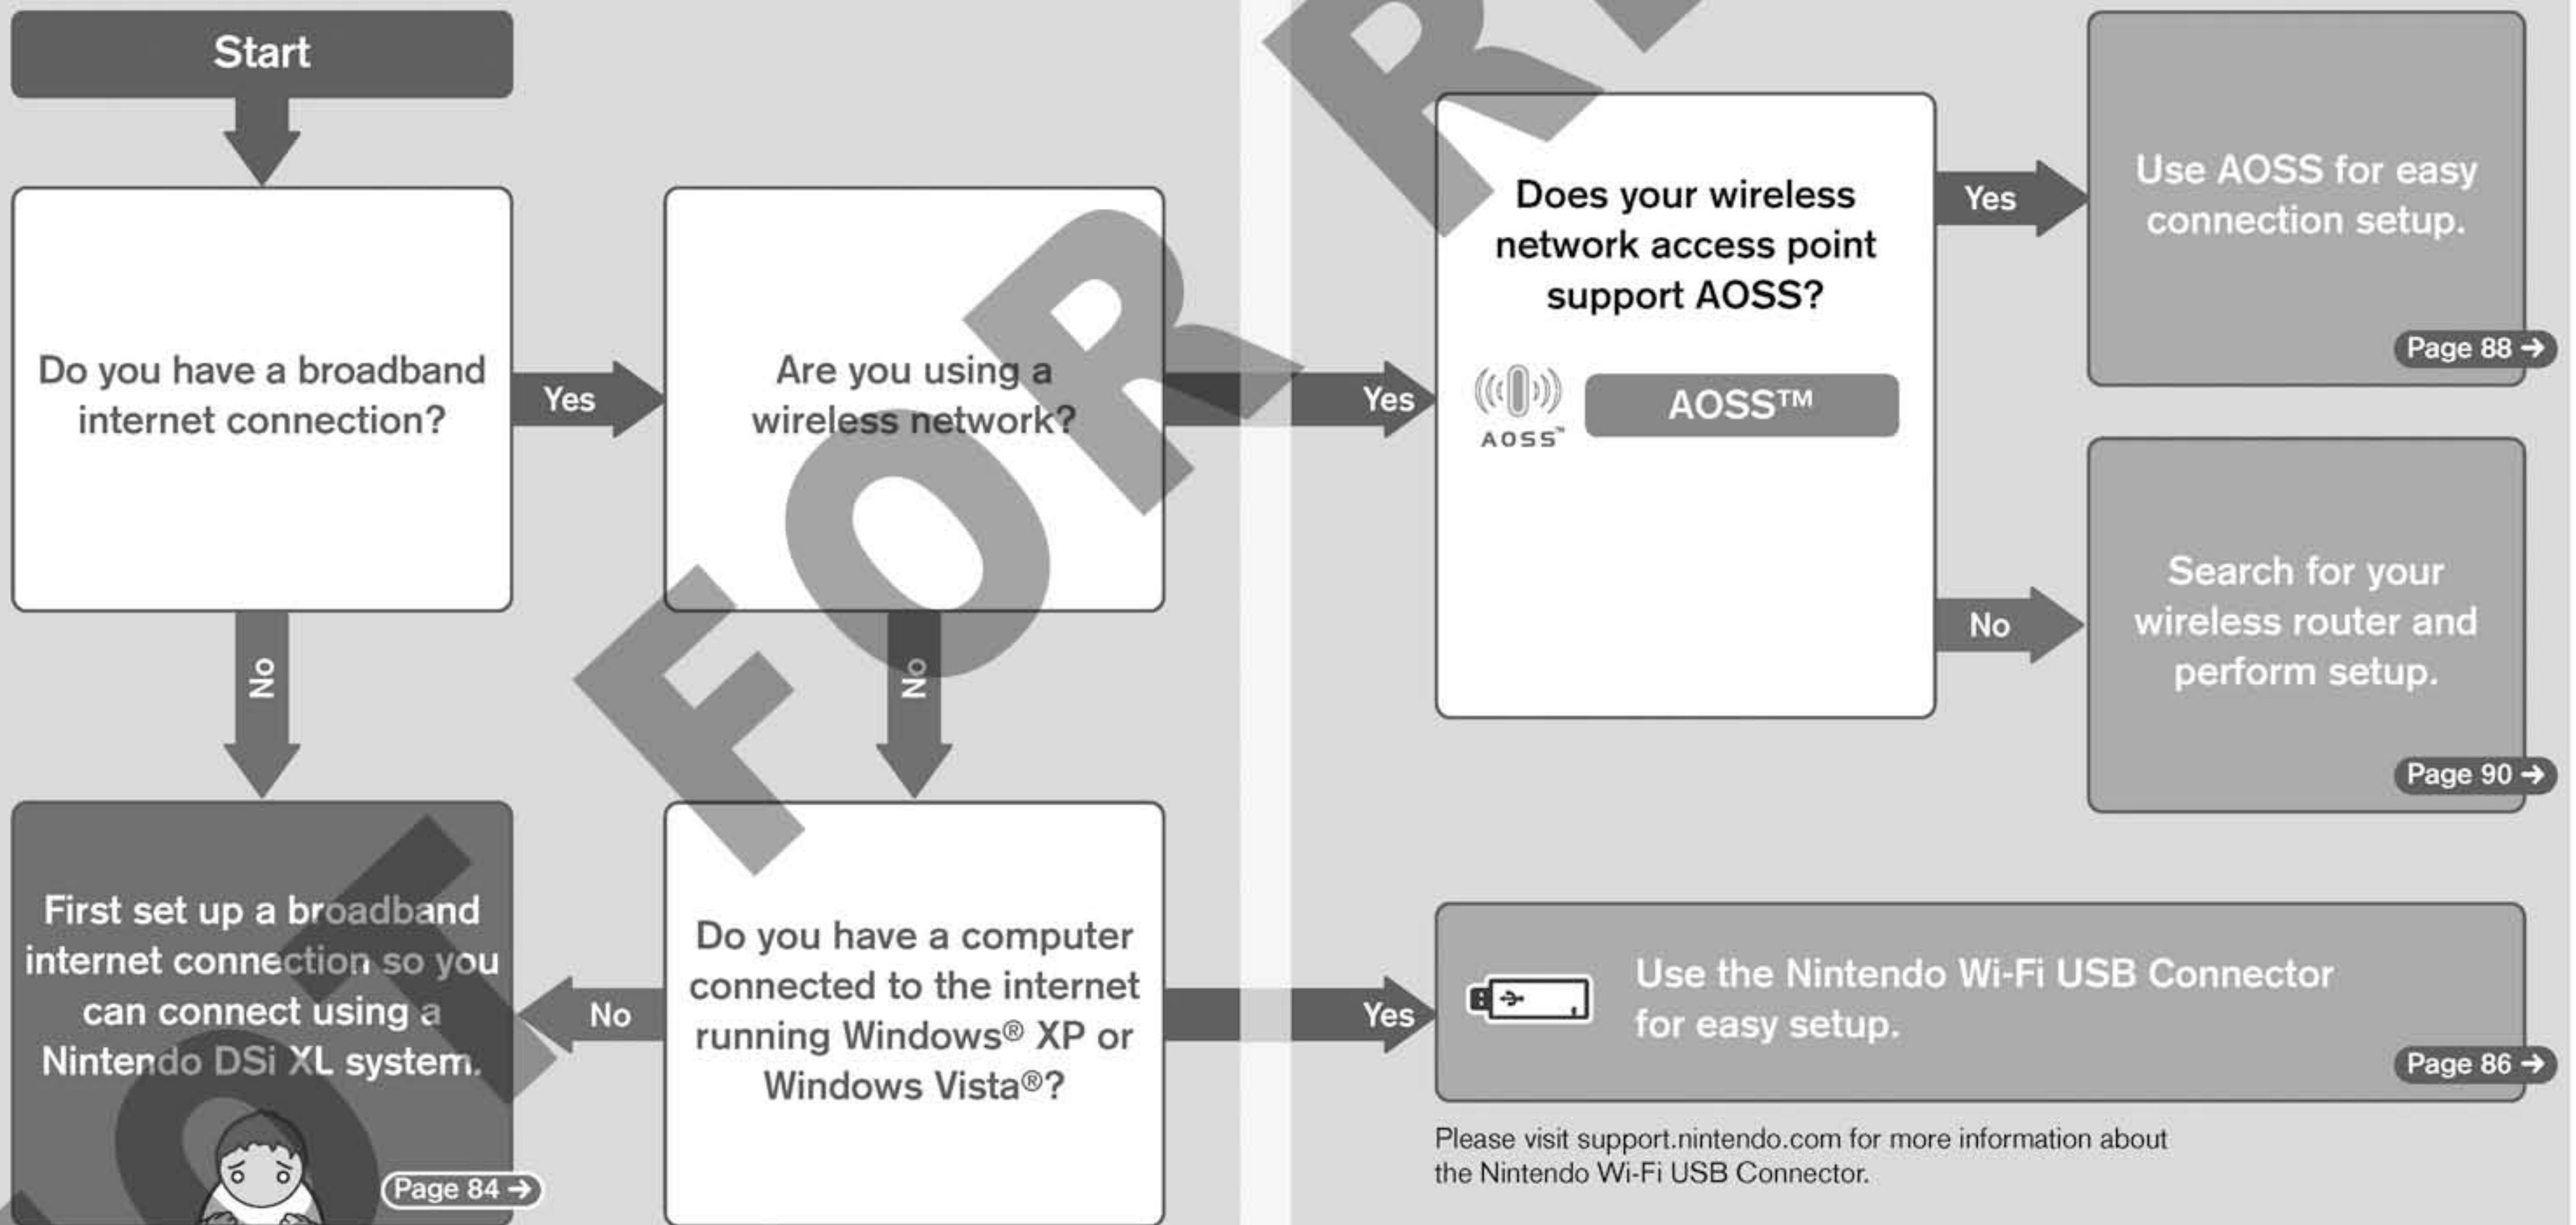 Start
Do you have a broadband
internet connection?
Yes
No
Are you using a
wireless network?
Yes
No
Does your wireless
network access point
support AOSS?
AOSS™
AOSS™
Yes
Use AOSS for easy
connection setup.
Page 88 →
No
Search for your
wireless router and
perform setup.
Page 90 →
First set up a broadband
internet connection so you
can connect using a
Nintendo DSi XL system.
Page 84 →
No
Do you have a computer
connected to the internet
running Windows® XP or
Windows Vista®?
Yes
Use the Nintendo Wi-Fi USB Connector
for easy setup.
Page 86 →
Please visit support.nintendo.com for more information about
the Nintendo Wi-Fi USB Connector.
FOR